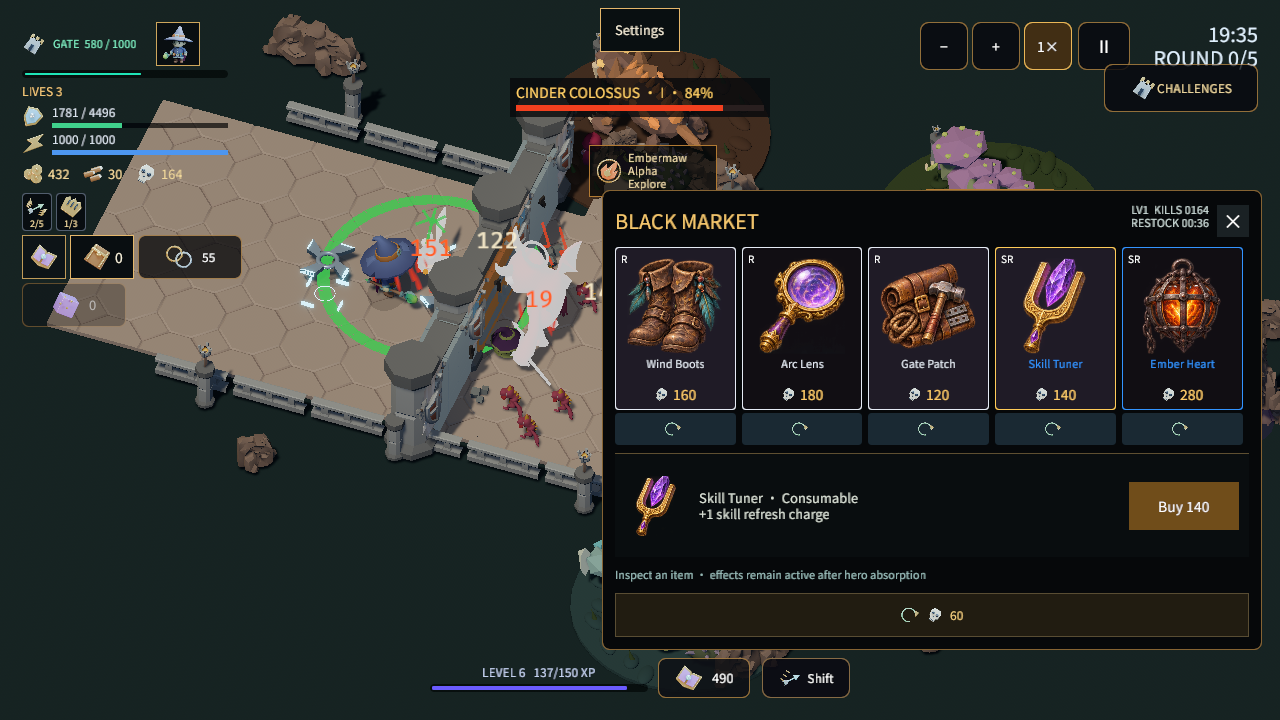 GATE 580 / 1000
LIVES 3
1781 / 4496
1000 / 1000
432
30
164
2/5
1/3
0
55
0
Settings
CINDER COLOSSUS • I • 84%
Embermaw
Alpha
Explore
−
+
1×
19:35
ROUND 0/5
CHALLENGES
151
122
19
BLACK MARKET
LV1 KILLS 0164
RESTOCK 00:36
R
Wind Boots
160
R
Arc Lens
180
R
Gate Patch
120
SR
Skill Tuner
140
SR
Ember Heart
280
Skill Tuner • Consumable
+1 skill refresh charge
Buy 140
Inspect an item • effects remain active after hero absorption
60
LEVEL 6 137/150 XP
490
Shift